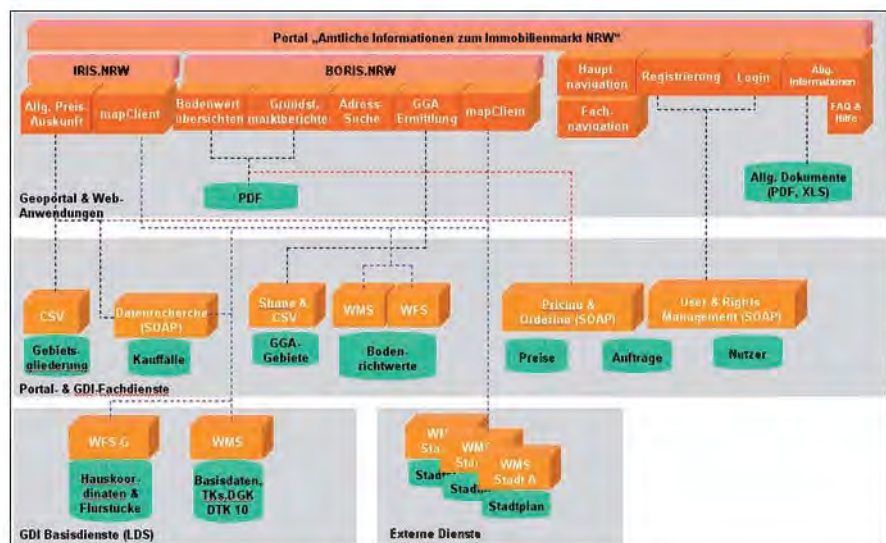 Portal „Amtliche Informationen zum Immobilienmarkt NRW“
IRIS.NRW
BORIS.NRW
Allg. Preis
Auskunft
mapClient
Bodenwert
übersichten
Grundst.
marktberichte
Adress
Suche
GGA
Ermittlung
mapClient
Haupt
navigation
Fach-
navigation
Registrierung
Login
Allg.
Informationen
FAQ &
Hilfe
PDF
Allg. Dokumente
(PDF, XLS)
Geoportal & Web-
Anwendungen
CSV
Gebiets-
gliederung
Datenrecherche
(SOAP)
Kauffälle
Shape &
CSV
GGA-
Gebiete
WMS
WFS
Boden-
richtwerte
Pricing &
Ordering (SOAP)
Preise
Aufträge
User & Rights
Management (SOAP)
Nutzer
Portal- & GDI-Fachdienste
WFS-G
Hauskoor-
dinaten &
Flurstücke
WMS
Basisdaten,
TKs,DGK
DTK 10
GDI Basisdienste (LDS)
WMS
Stadt A
Stadtplan
Externe Dienste